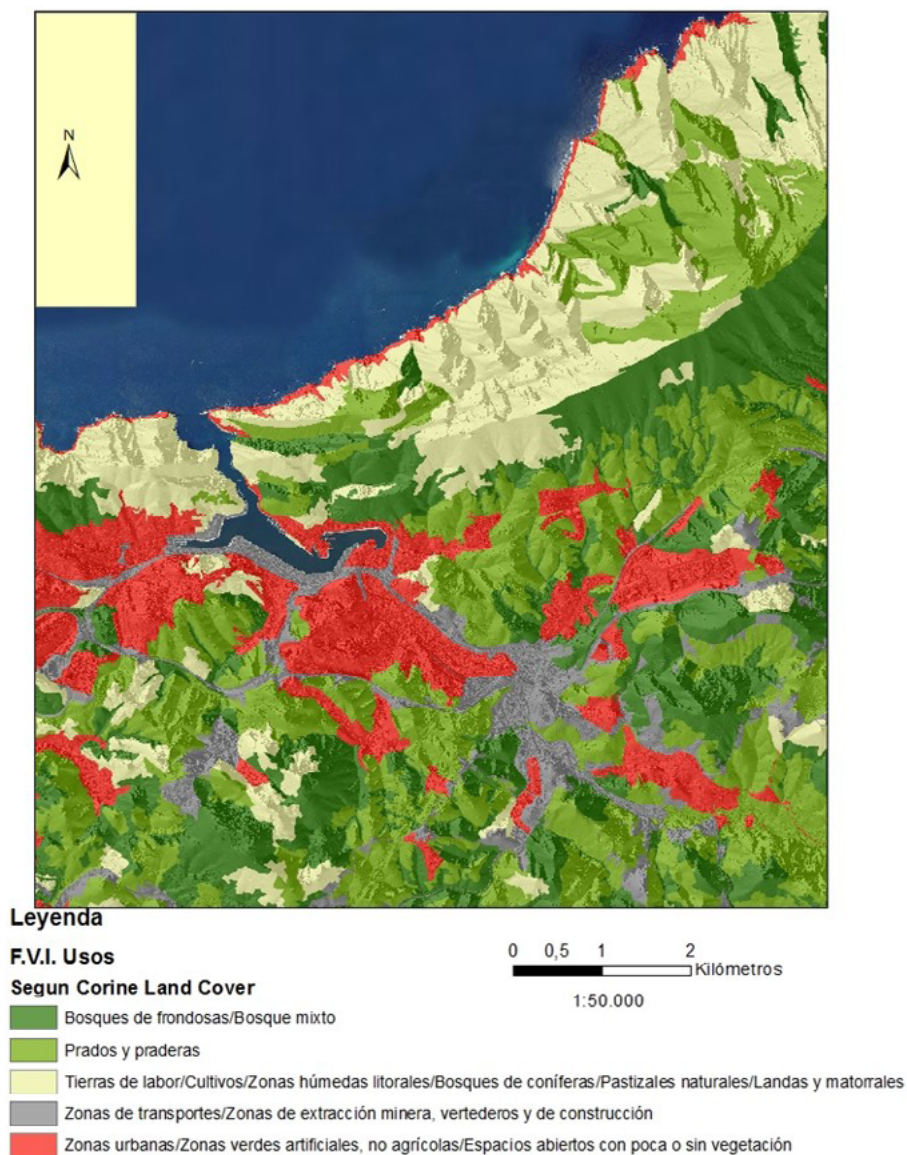 N
Leyenda
F.V.I. Usos
Segun Corine Land Cover
0 0,5 1 2
Kilómetros
1:50.000
Bosques de frondosas/Bosque mixto
Prados y praderas
Tierras de labor/Cultivos/Zonas húmedas litorales/Bosques de coníferas/Pastizales naturales/Landas y matorrales
Zonas de transportes/Zonas de extracción minera, vertederos y de construcción
Zonas urbanas/Zonas verdes artificiales, no agrícolas/Espacios abiertos con poca o sin vegetación